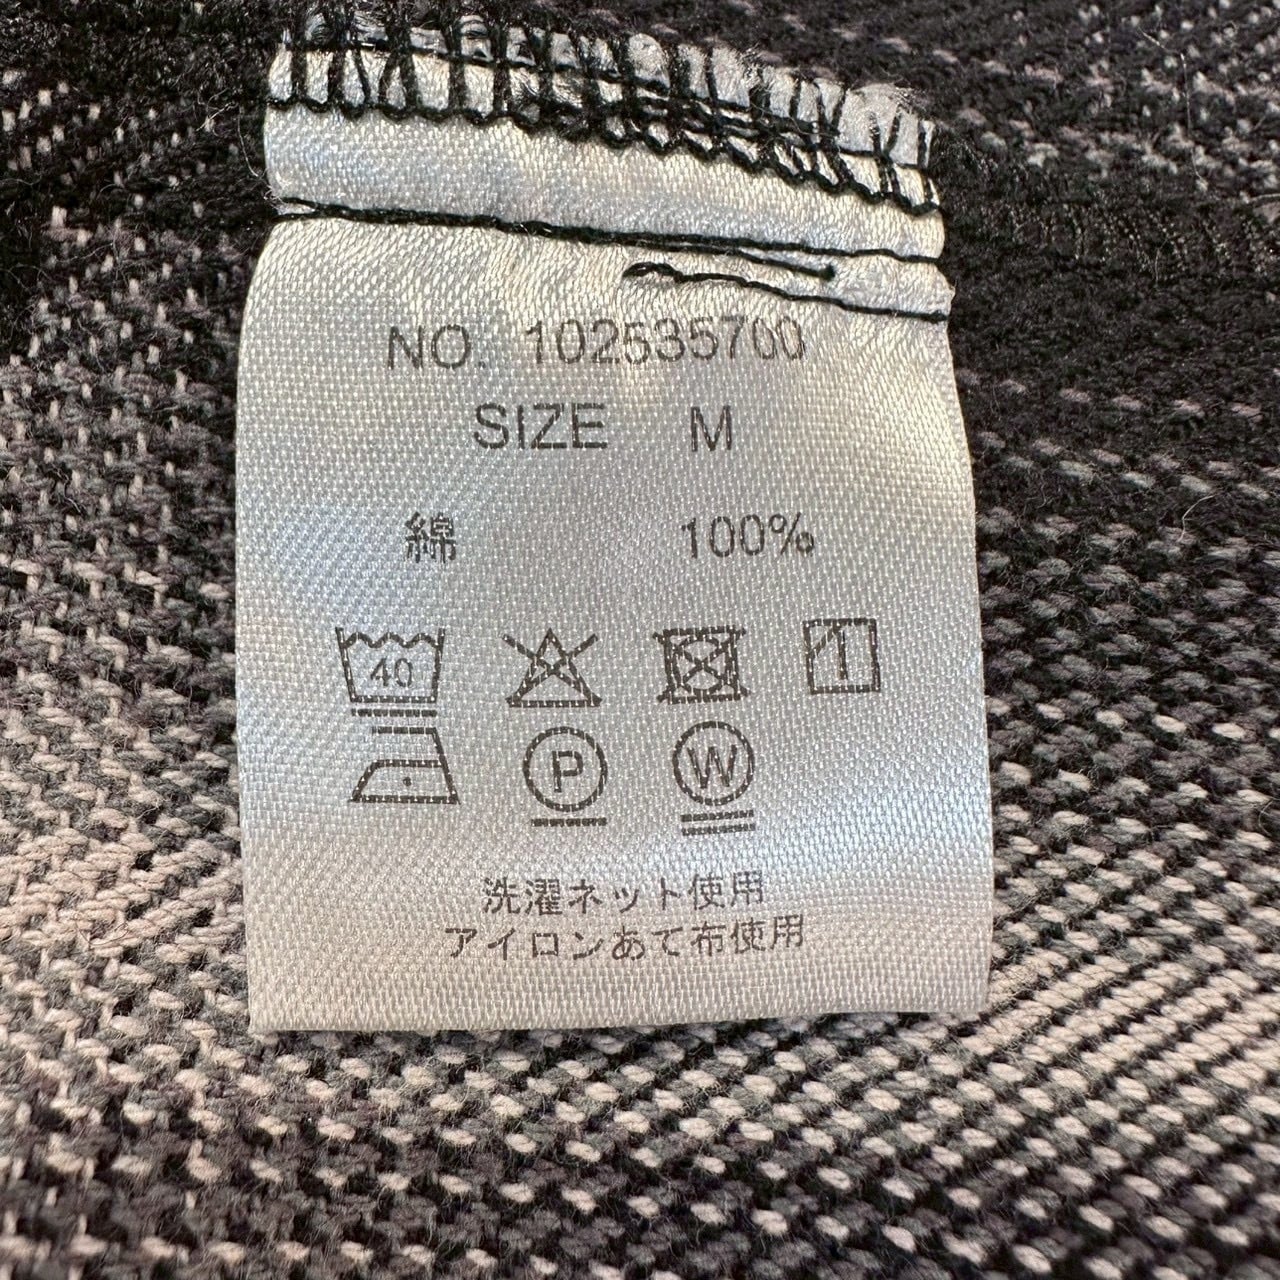 NO. 102535700
SIZE M
綿 100%
40
P W
洗濯ネット使用
アイロンあて布使用